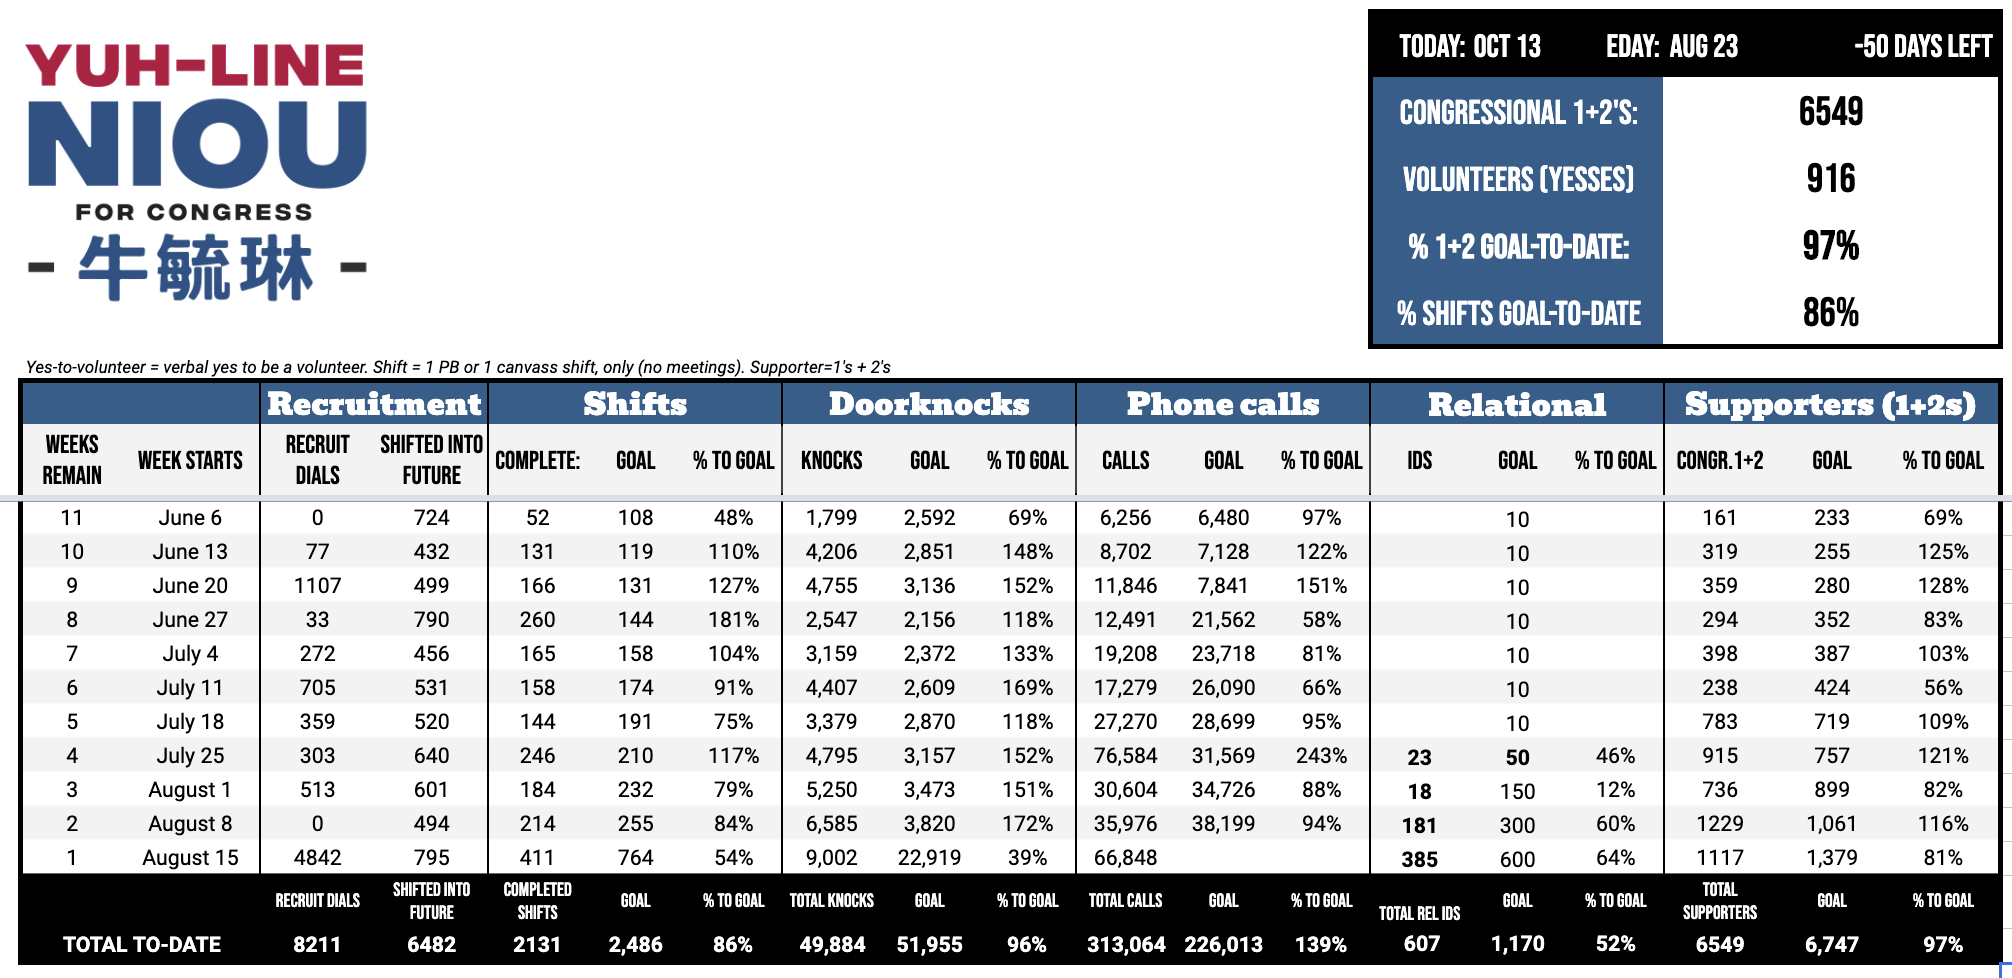 YUH-LINE
NIOU
FOR CONGRESS
- 牛毓琳 -
TODAY: OCT 13 EDAY: AUG 23 -50 DAYS LEFT
CONGRESSIONAL 1+2'S: 6549
VOLUNTEERS (YESSES) 916
% 1+2 GOAL-TO-DATE: 97%
% SHIFTS GOAL-TO-DATE 86%
Yes-to-volunteer = verbal yes to be a volunteer. Shift = 1 PB or 1 canvass shift, only (no meetings). Supporter=1's + 2's
Recruitment Shifts Doorknocks Phone calls Relational Supporters (1+2s)
WEEKS REMAIN WEEK STARTS RECRUIT DIALS SHIFTED INTO FUTURE COMPLETE: GOAL % TO GOAL KNOCKS GOAL % TO GOAL CALLS GOAL % TO GOAL IDS GOAL % TO GOAL CONGR.1+2 GOAL % TO GOAL
11 June 6 0 724 52 108 48% 1,799 2,592 69% 6,256 6,480 97% 10 161 233 69%
10 June 13 77 432 131 119 110% 4,206 2,851 148% 8,702 7,128 122% 10 319 255 125%
9 June 20 1107 499 166 131 127% 4,755 3,136 152% 11,846 7,841 151% 10 359 280 128%
8 June 27 33 790 260 144 181% 2,547 2,156 118% 12,491 21,562 58% 10 294 352 83%
7 July 4 272 456 165 158 104% 3,159 2,372 133% 19,208 23,718 81% 10 398 387 103%
6 July 11 705 531 158 174 91% 4,407 2,609 169% 17,279 26,090 66% 10 238 424 56%
5 July 18 359 520 144 191 75% 3,379 2,870 118% 27,270 28,699 95% 10 783 719 109%
4 July 25 303 640 246 210 117% 4,795 3,157 152% 76,584 31,569 243% 23 50 46% 915 757 121%
3 August 1 513 601 184 232 79% 5,250 3,473 151% 30,604 34,726 88% 18 150 12% 736 899 82%
2 August 8 0 494 214 255 84% 6,585 3,820 172% 35,976 38,199 94% 181 300 60% 1229 1,061 116%
1 August 15 4842 795 411 764 54% 9,002 22,919 39% 66,848 385 600 64% 1117 1,379 81%
RECRUIT DIALS SHIFTED INTO FUTURE COMPLETED SHIFTS GOAL % TO GOAL TOTAL KNOCKS GOAL % TO GOAL TOTAL CALLS GOAL % TO GOAL TOTAL REL IDS GOAL % TO GOAL TOTAL SUPPORTERS GOAL % TO GOAL
TOTAL TO-DATE 8211 6482 2131 2,486 86% 49,884 51,955 96% 313,064 226,013 139% 607 1,170 52% 6549 6,747 97%